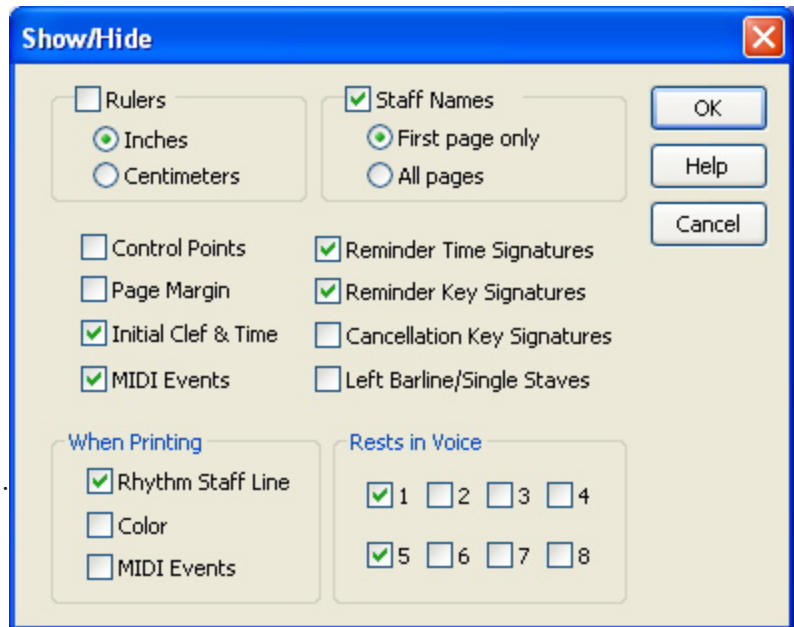 Show/Hide
Rulers
Inches
Centimeters
Staff Names
First page only
All pages
OK
Help
Cancel
Control Points
Page Margin
Initial Clef & Time
MIDI Events
Reminder Time Signatures
Reminder Key Signatures
Cancellation Key Signatures
Left Barline/Single Staves
When Printing
Rhythm Staff Line
Color
MIDI Events
Rests in Voice
1 2 3 4
5 6 7 8
.